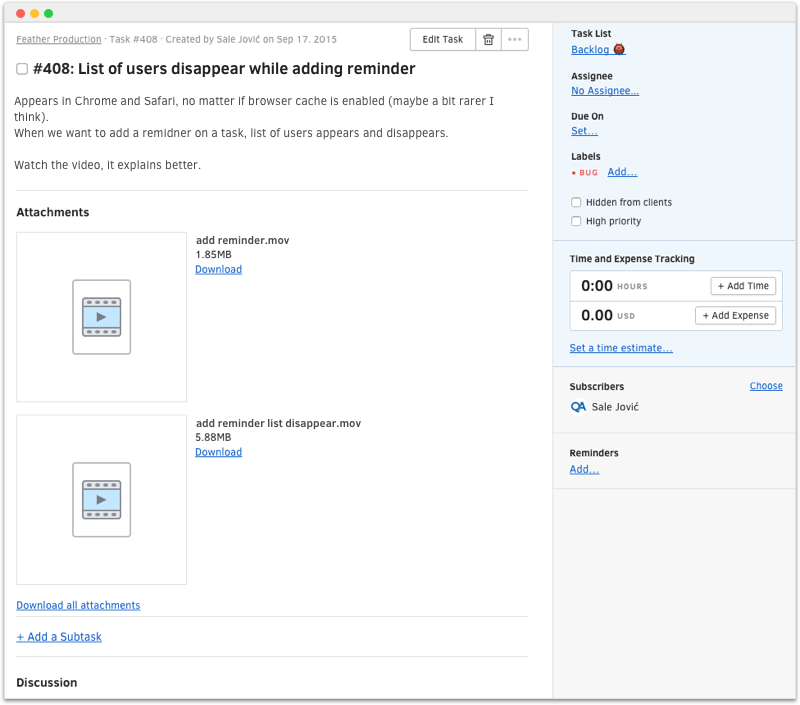 Feather Production · Task #408 · Created by Sale Jović on Sep 17. 2015
Edit Task
#408: List of users disappear while adding reminder
Appears in Chrome and Safari, no matter if browser cache is enabled (maybe a bit rarer I
think).
When we want to add a remidner on a task, list of users appears and disappears.
Watch the video, it explains better.
Attachments
add reminder.mov
1.85MB
Download
add reminder list disappear.mov
5.88MB
Download
Download all attachments
+ Add a Subtask
Discussion
Task List
Backlog
Assignee
No Assignee...
Due On
Set...
Labels
• BUG Add...
Hidden from clients
High priority
Time and Expense Tracking
0:00 HOURS + Add Time
0.00 USD + Add Expense
Set a time estimate...
Subscribers Choose
QA Sale Jović
Reminders
Add...